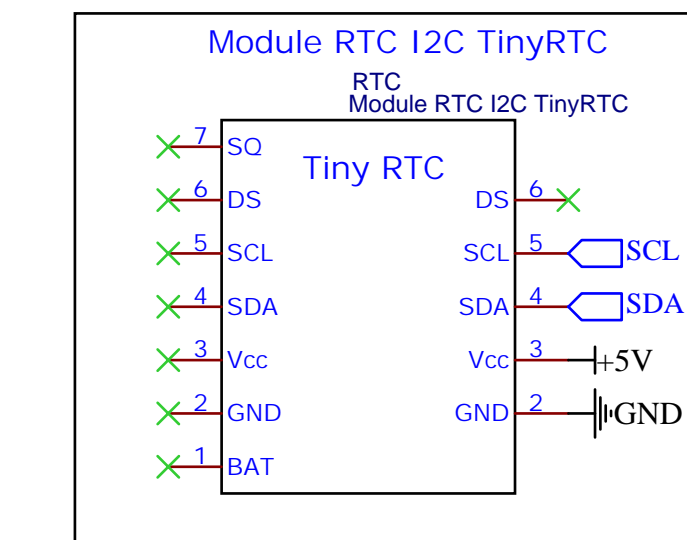 Module RTC I2C TinyRTC
RTC
Module RTC I2C TinyRTC
Tiny RTC
7 SQ
6 DS
DS 6
5 SCL
SCL 5 SCL
4 SDA
SDA 4 SDA
3 Vcc
Vcc 3 +5V
2 GND
GND 2 GND
1 BAT